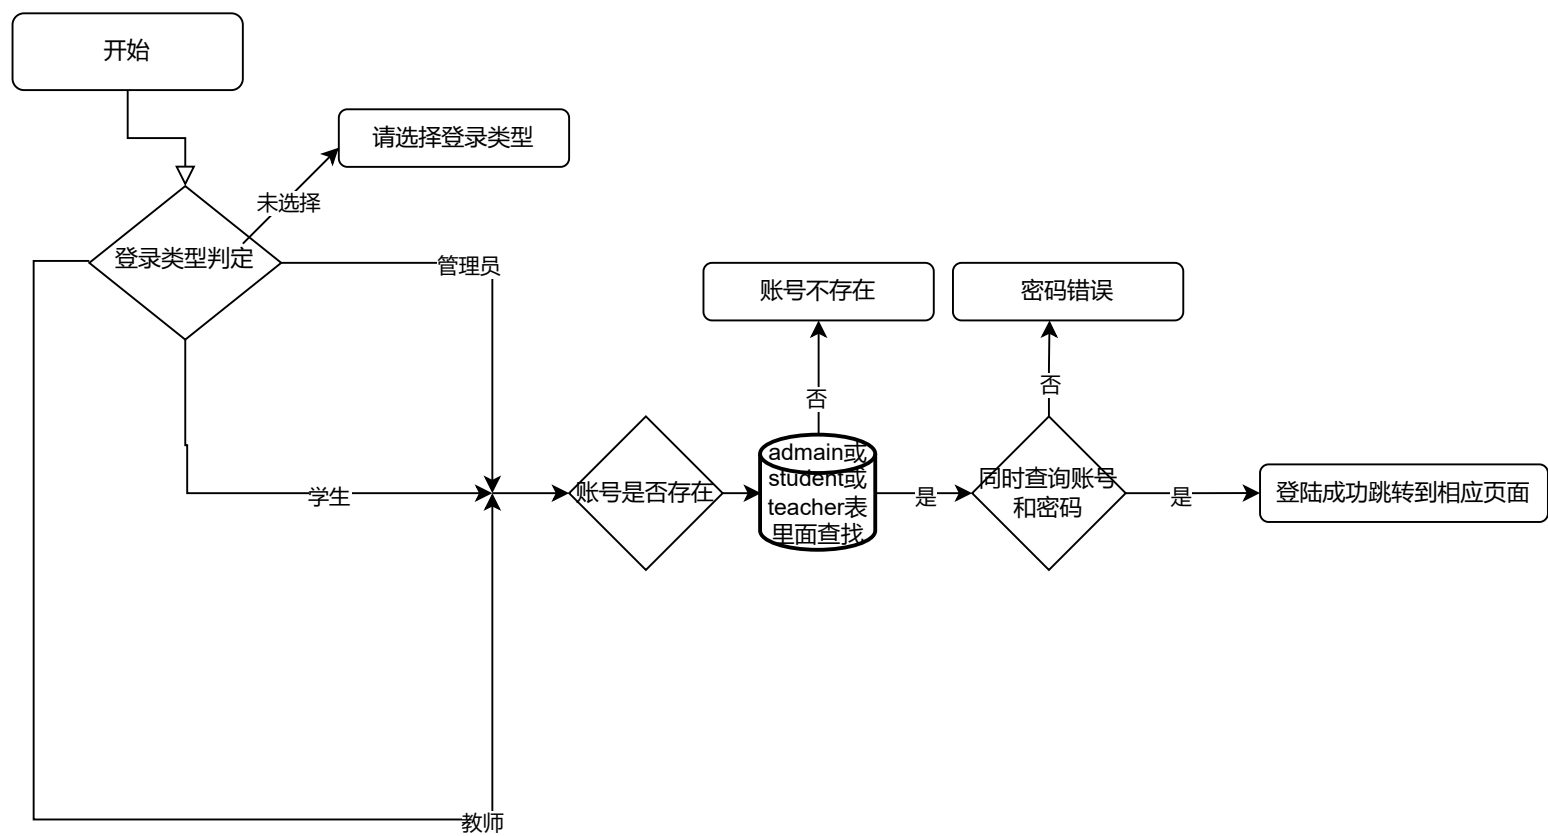 开始
请选择登录类型
未选择
登录类型判定
管理员
账号不存在
密码错误
否
否
admain或
student或
teacher表
里面查找
账号是否存在
同时查询账号
和密码
学生
是
是
登陆成功跳转到相应页面
教师